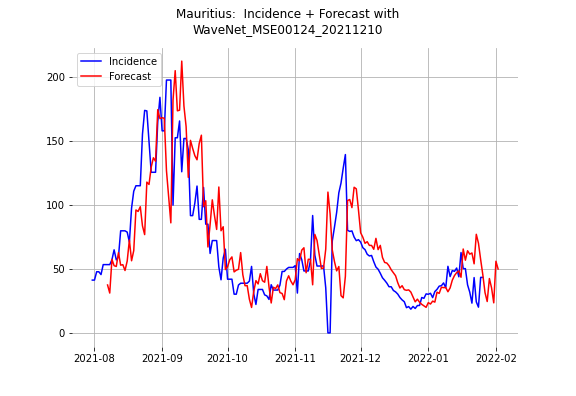 Mauritius:  Incidence + Forecast with
WaveNet_MSE00124_20211210
Incidence
Forecast
200
150
100
50
0
2021-08 2021-09 2021-10 2021-11 2021-12 2022-01 2022-02